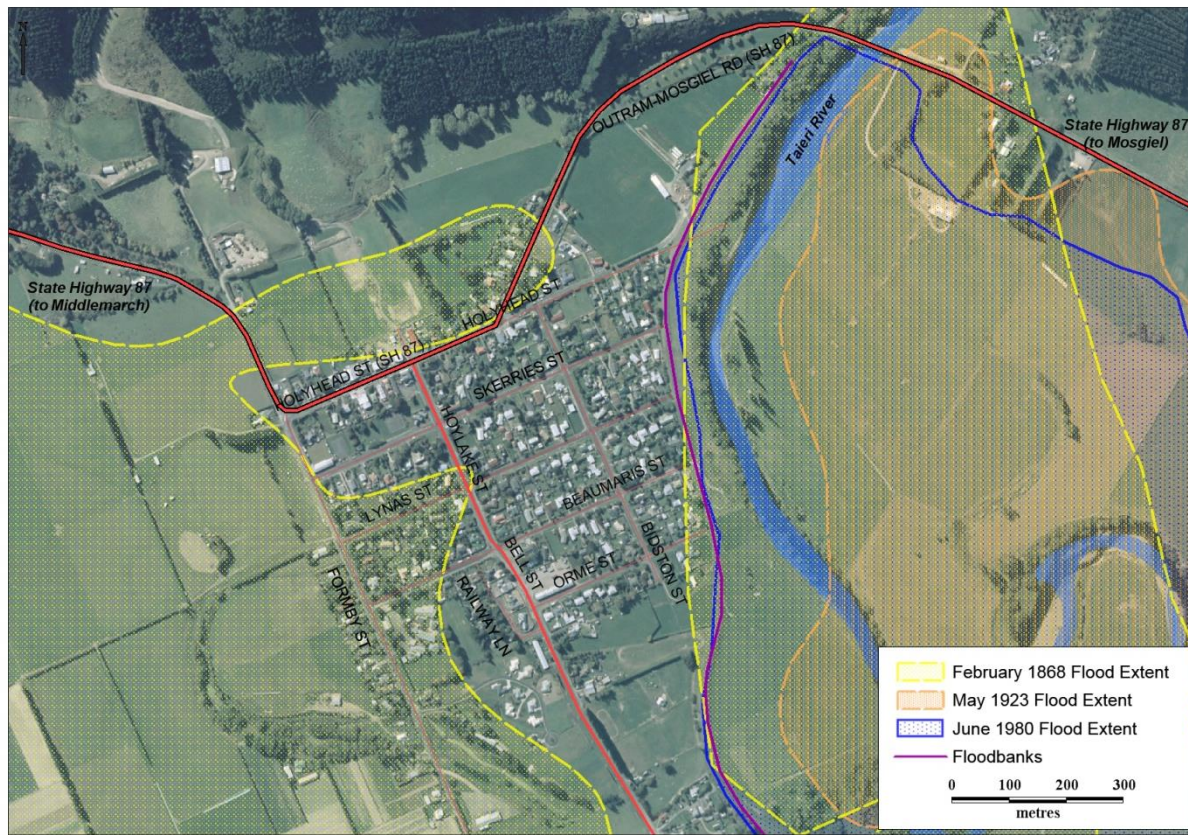 N
OUTRAM-MOSGIEL RD (SH 87)
Taieri River
State Highway 87
(to Mosgiel)
State Highway 87
(to Middlemarch)
HOLYHEAD ST
HOLYHEAD ST (SH 87)
SKERRIES ST
HOYLAKE ST
LYNAS ST
BEAUMARIS ST
BELL ST
ORME ST
BIDSTON ST
RAILWAY LN
FORMBY ST
February 1868 Flood Extent
May 1923 Flood Extent
June 1980 Flood Extent
Floodbanks
0 100 200 300
metres